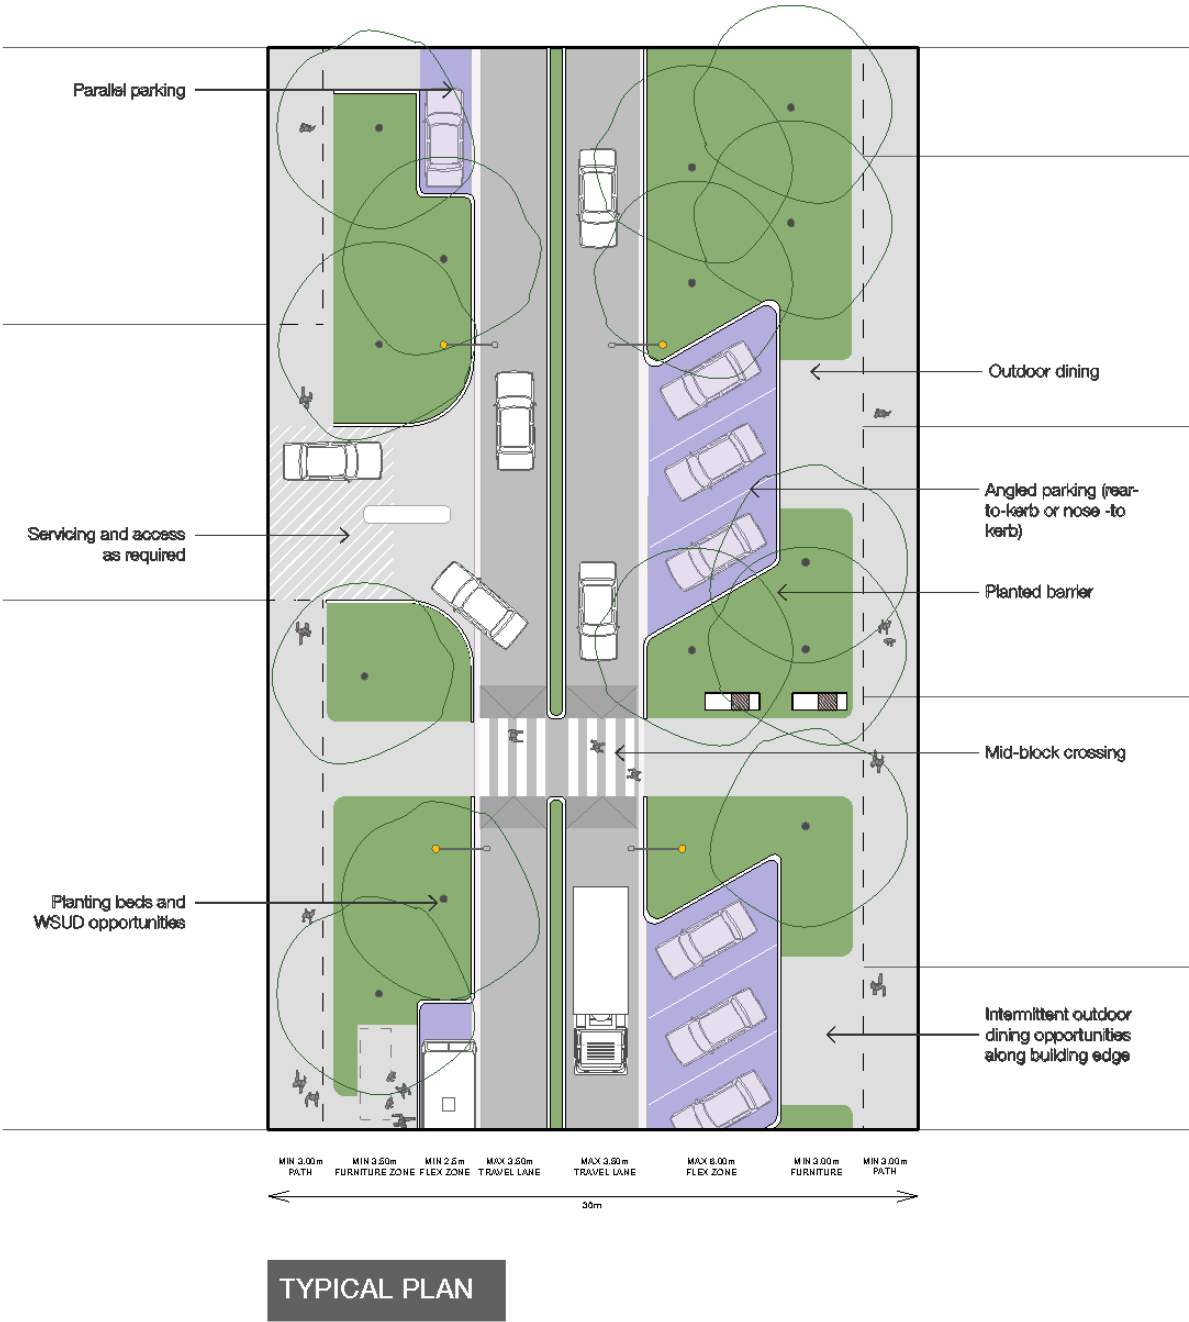 Parallel parking
Outdoor dining
Angled parking (rear-
to-kerb or nose -to
kerb)
Servicing and access
as required
Planted barrier
Mid-block crossing
Planting beds and
WSUD opportunities
Intermittent outdoor
dining opportunities
along building edge
MIN 3.00m
PATH
MIN 3.50m
FURNITURE ZONE
MIN 2.5m
FLEX ZONE
MAX 3.50m
TRAVEL LANE
MAX 3.50m
TRAVEL LANE
MAX 6.00m
FLEX ZONE
MIN 3.00m
FURNITURE
MIN 3.00m
PATH
30m
TYPICAL PLAN